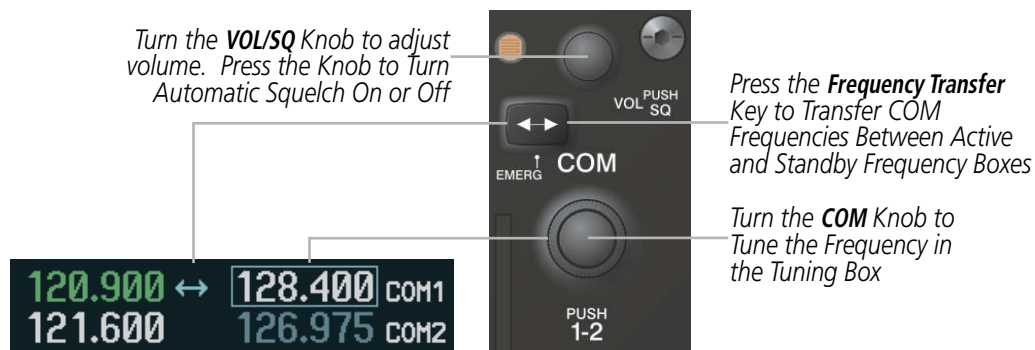 Turn the VOL/SQ Knob to adjust
volume.  Press the Knob to Turn
Automatic Squelch On or Off
VOL PUSH SQ
EMERG COM
Press the Frequency Transfer
Key to Transfer COM
Frequencies Between Active
and Standby Frequency Boxes
Turn the COM Knob to
Tune the Frequency in
the Tuning Box
120.900 ↔ 128.400 COM1
121.600 126.975 COM2
PUSH
1-2